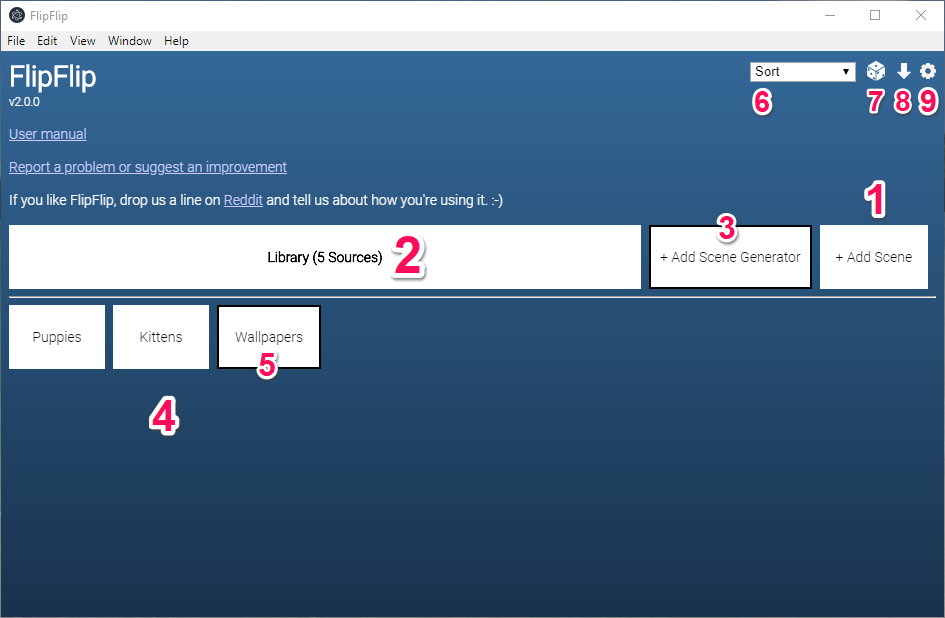 FlipFlip
File Edit View Window Help
FlipFlip
v2.0.0
Sort
6 7 8 9
User manual
Report a problem or suggest an improvement
If you like FlipFlip, drop us a line on Reddit and tell us about how you're using it. :-)
1
Library (5 Sources) 2
3
+ Add Scene Generator
+ Add Scene
Puppies
Kittens
Wallpapers
5
4